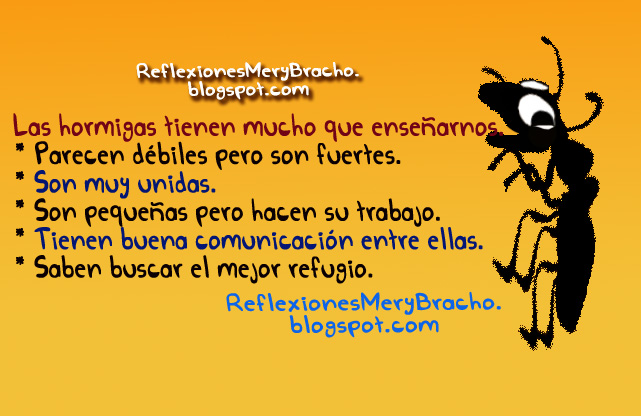 ReflexionesMeryBracho.
blogspot.com
Las hormigas tienen mucho que enseñarnos.
* Parecen débiles pero son fuertes.
* Son muy unidas.
* Son pequeñas pero hacen su trabajo.
* Tienen buena comunicación entre ellas.
* Saben buscar el mejor refugio.
ReflexionesMeryBracho.
blogspot.com